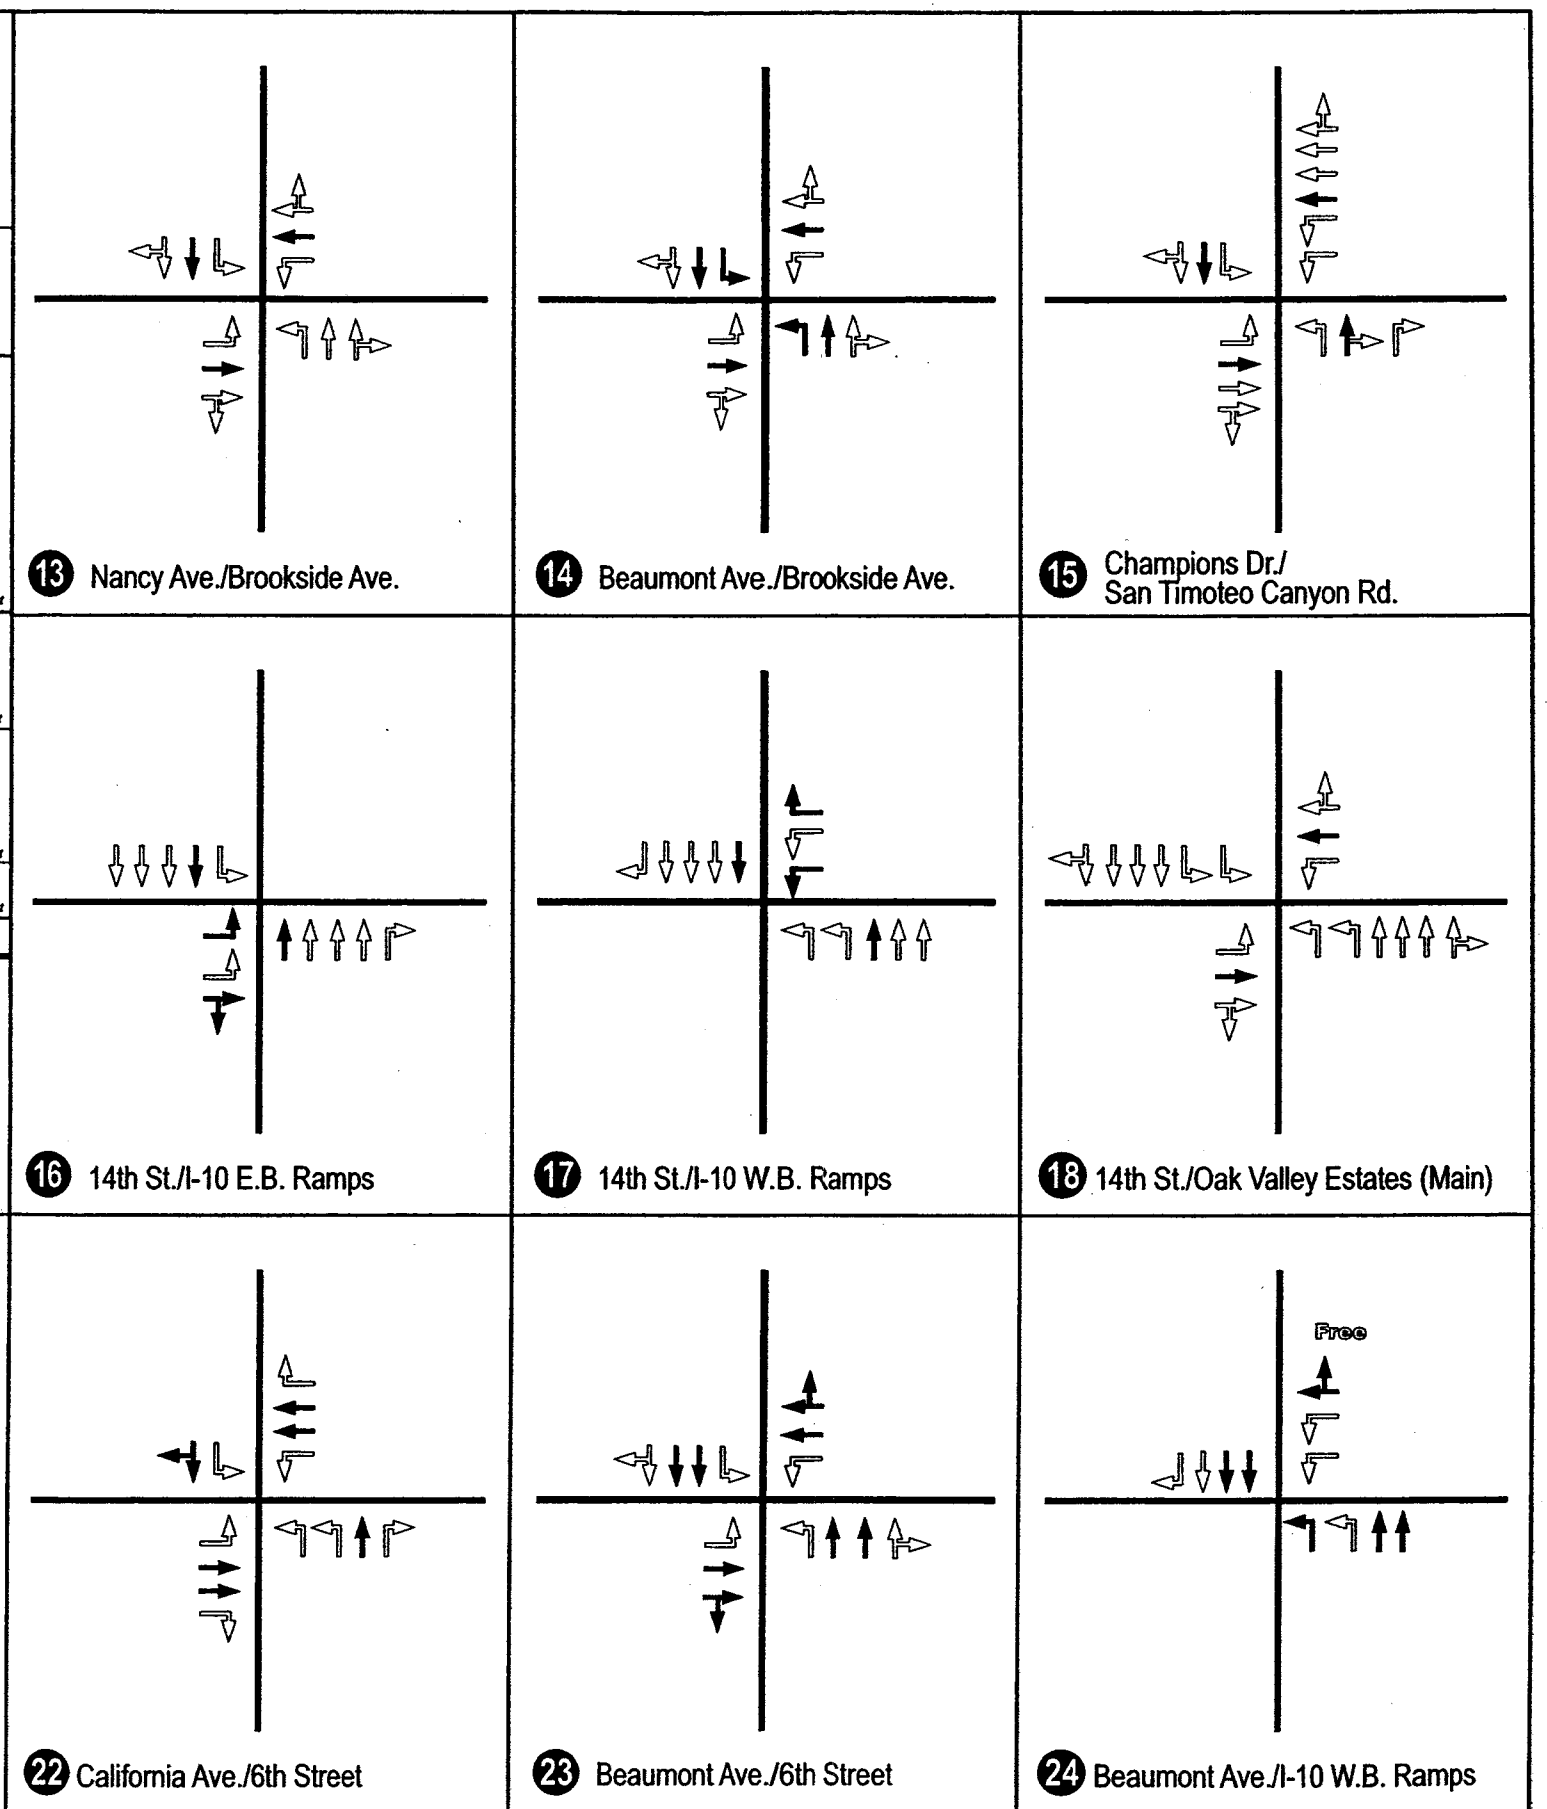 13 Nancy Ave./Brookside Ave.
14 Beaumont Ave./Brookside Ave.
15 Champions Dr./
San Timoteo Canyon Rd.
16 14th St./I-10 E.B. Ramps
17 14th St./I-10 W.B. Ramps
18 14th St./Oak Valley Estates (Main)
Free
22 California Ave./6th Street
23 Beaumont Ave./6th Street
24 Beaumont Ave./I-10 W.B. Ramps